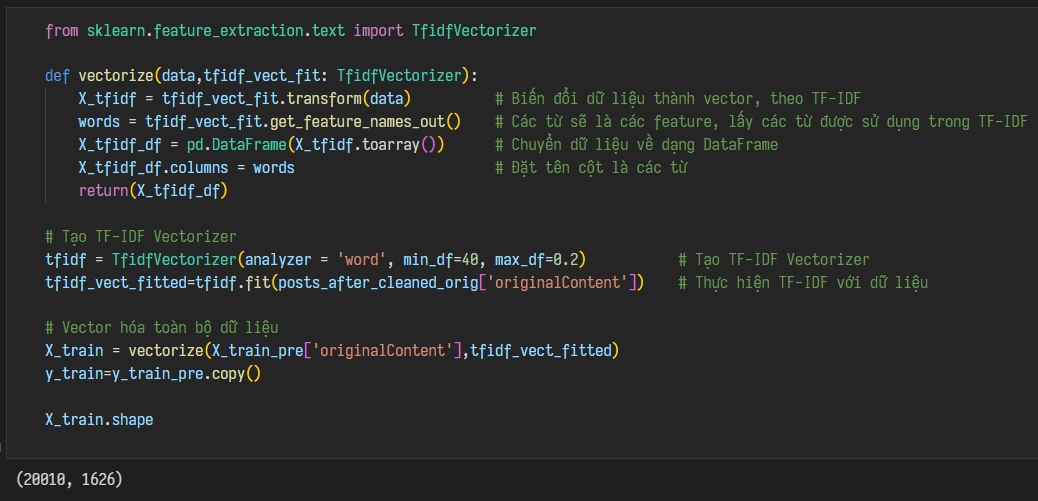 from sklearn.feature_extraction.text import TfidfVectorizer
def vectorize(data,tfidf_vect_fit: TfidfVectorizer):
X_tfidf = tfidf_vect_fit.transform(data) # Biến đổi dữ liệu thành vector, theo TF-IDF
words = tfidf_vect_fit.get_feature_names_out() # Các từ sẽ là các feature, lấy các từ được sử dụng trong TF-IDF
X_tfidf_df = pd.DataFrame(X_tfidf.toarray()) # Chuyển dữ liệu về dạng DataFrame
X_tfidf_df.columns = words # Đặt tên cột là các từ
return(X_tfidf_df)
# Tạo TF-IDF Vectorizer
tfidf = TfidfVectorizer(analyzer = 'word', min_df=40, max_df=0.2) # Tạo TF-IDF Vectorizer
tfidf_vect_fitted=tfidf.fit(posts_after_cleaned_orig['originalContent']) # Thực hiện TF-IDF với dữ liệu
# Vector hóa toàn bộ dữ liệu
X_train = vectorize(X_train_pre['originalContent'],tfidf_vect_fitted)
y_train=y_train_pre.copy()
X_train.shape
(20010, 1626)